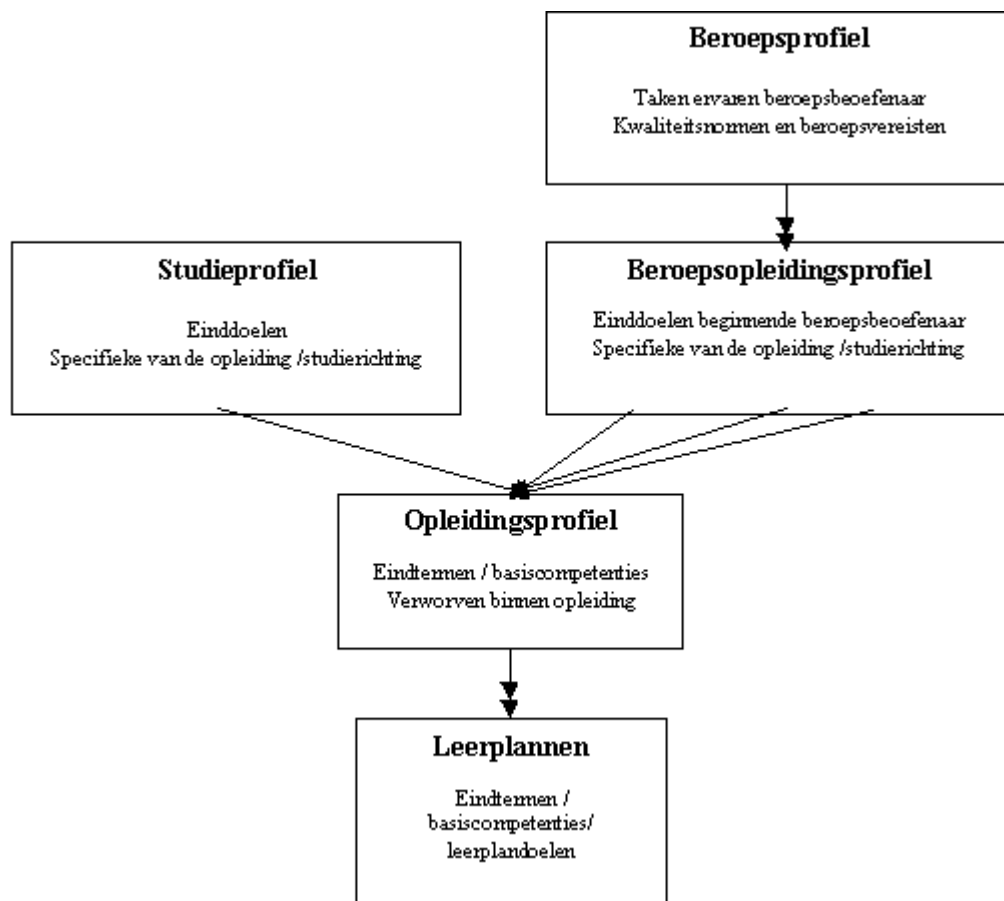 Beroepsprofiel
Taken ervaren beroepsbeoefenaar
Kwaliteitsnormen en beroepsvereisten
Studieprofiel
Einddoelen
Specifieke van de opleiding /studierichting
Beroepsopleidingsprofiel
Einddoelen beginnende beroepsbeoefenaar
Specifieke van de opleiding /studierichting
Opleidingsprofiel
Eindtermen / basiscompetenties
Verworven binnen opleiding
Leerplannen
Eindtermen /
basiscompetenties/
leerplandoelen